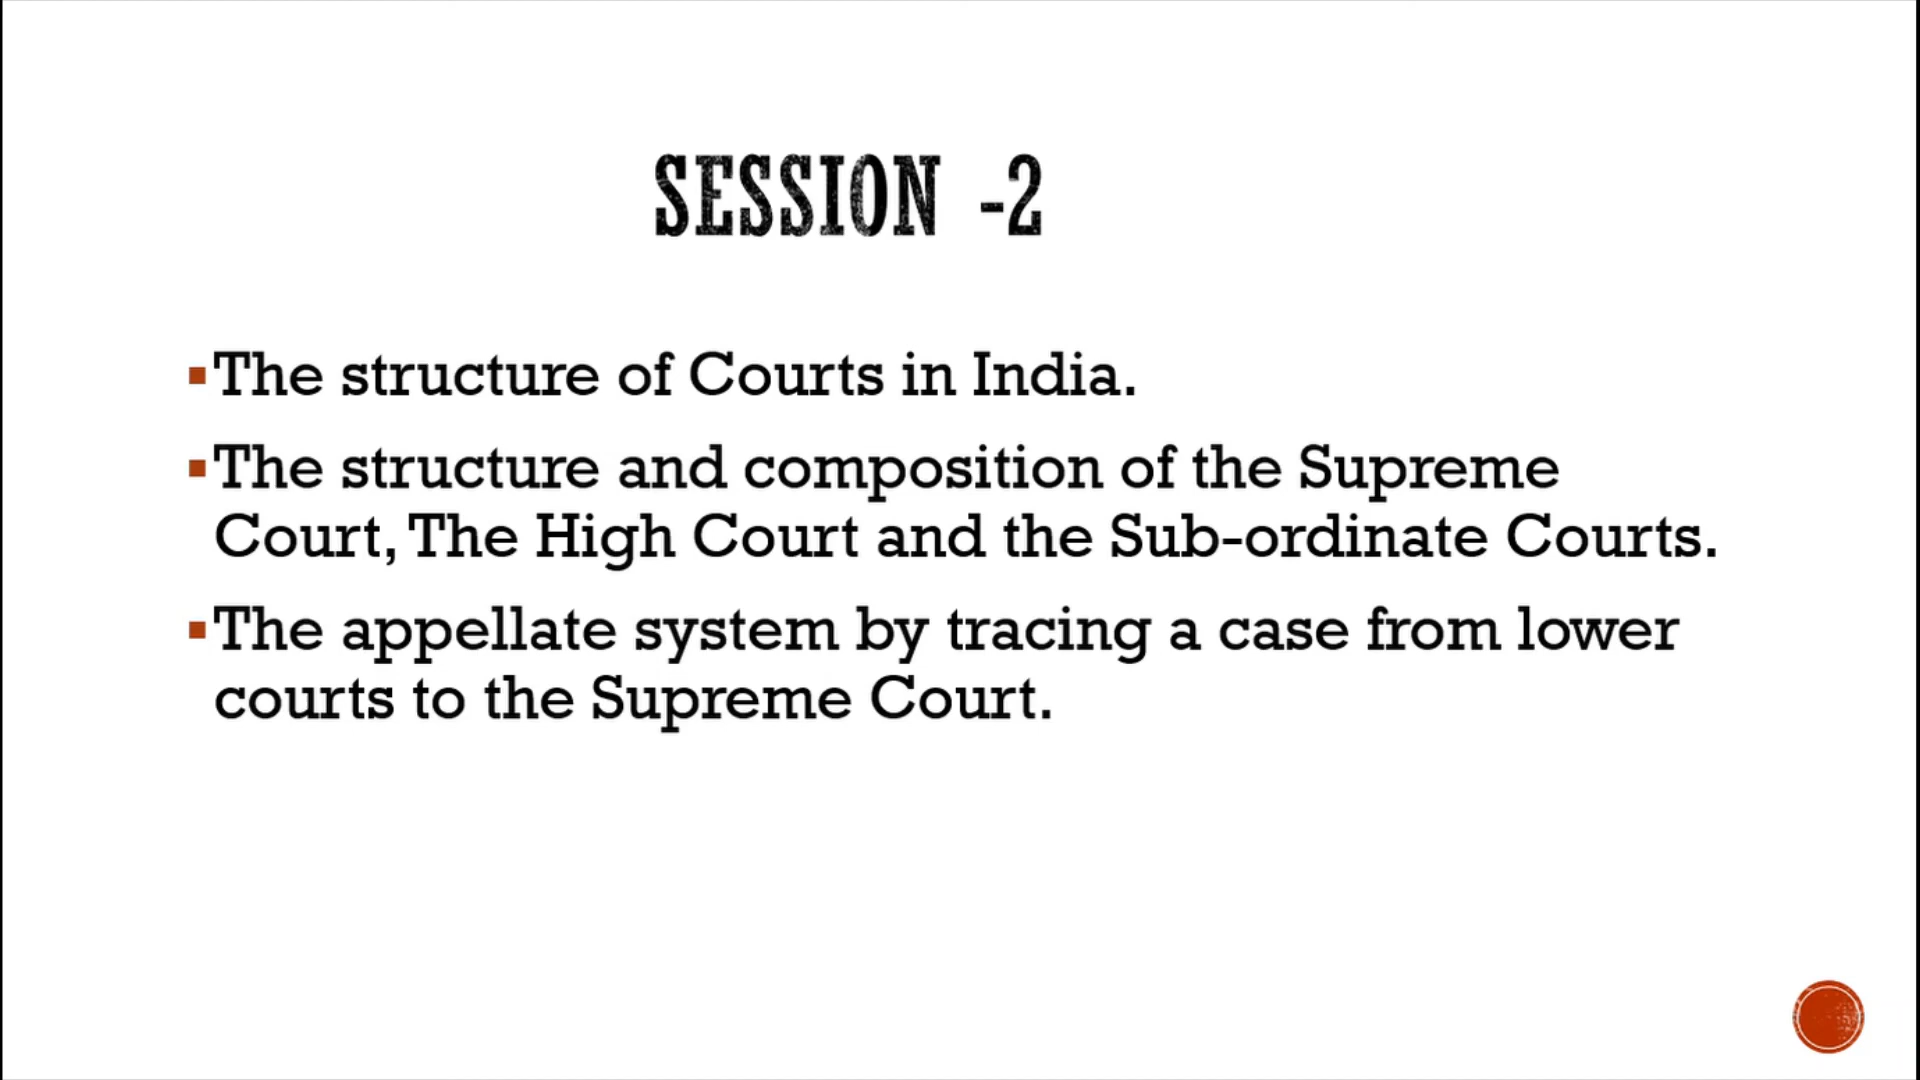 SESSION -2
▪The structure of Courts in India.
▪The structure and composition of the Supreme
Court, The High Court and the Sub-ordinate Courts.
▪The appellate system by tracing a case from lower
courts to the Supreme Court.